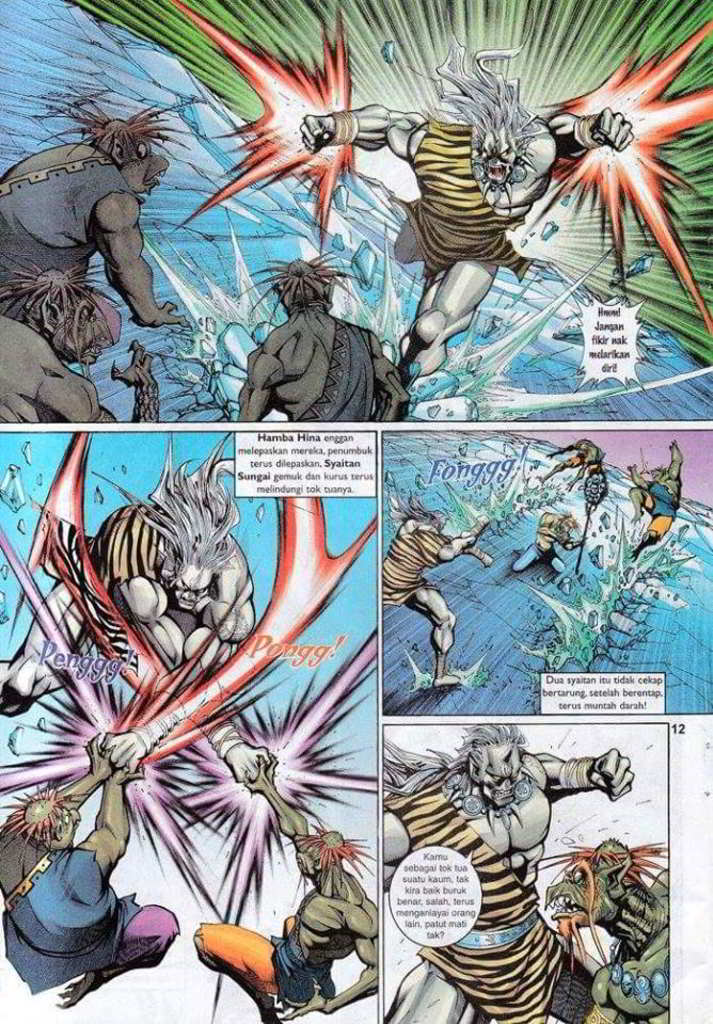 Hmm!
Jangan
fikir nak
melarikan
diri!
Hamba Hina enggan
melepaskan mereka, penumbuk
terus dilepaskan. Syaitan
Sungai gemuk dan kurus terus
melindungi tok tuanya.
Penggg!
Pongg!
Fonggg!
Dua syaitan itu tidak cekap
bertarung, setelah berentap,
terus muntah darah!
12
Kamu
sebagai tok tua
suatu kaum, tak
kira baik buruk
benar, salah, terus
menganlayai orang
lain, patut mati
tak?